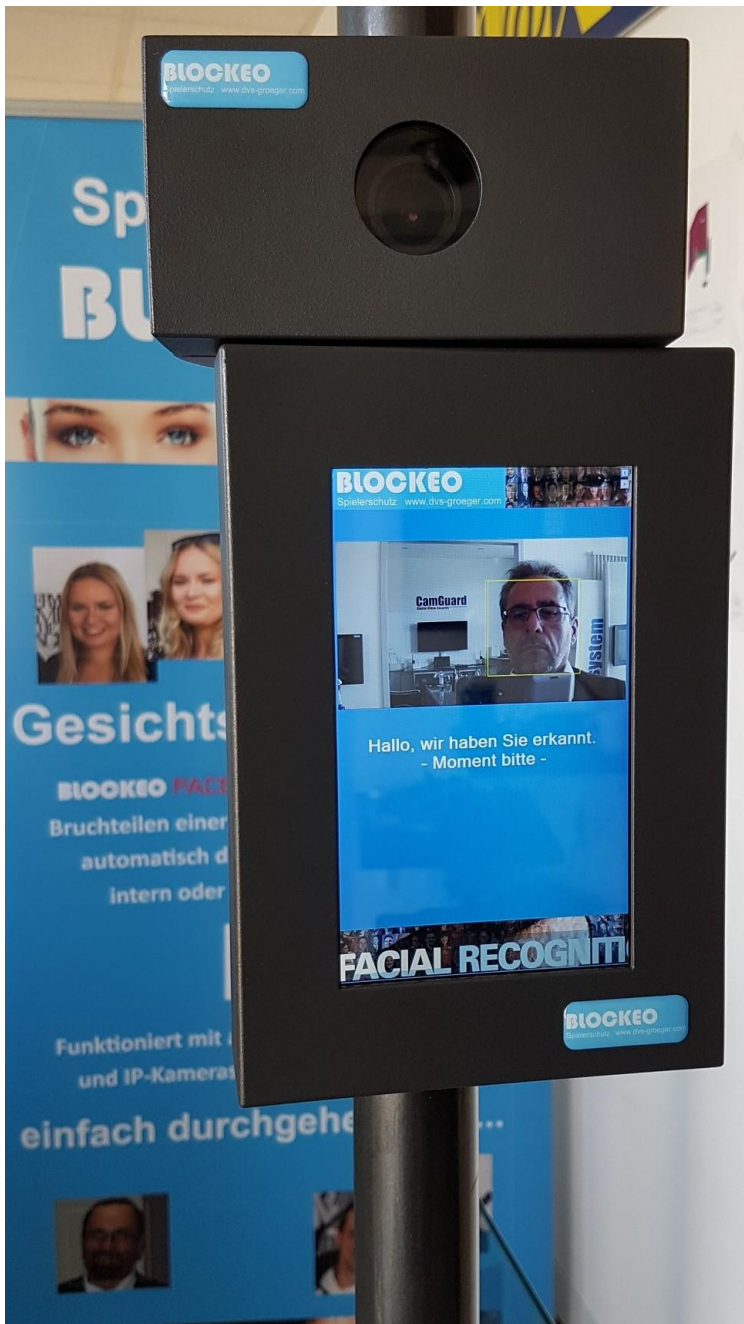 BLOCKEO
Spielerschutz www.dvs-groeger.com
Sp
BL
BLOCKEO
Spielerschutz www.dvs-groeger.com
CamGuard
system
Hallo, wir haben Sie erkannt.
- Moment bitte -
FACIAL RECOGNITI
BLOCKEO
Spielerschutz www.dvs-groeger.com
Gesichts
BLOCKEO FACE
Bruchteilen einer
automatisch d
intern oder
Funktioniert mit
und IP-Kameras
einfach durchgehe ...